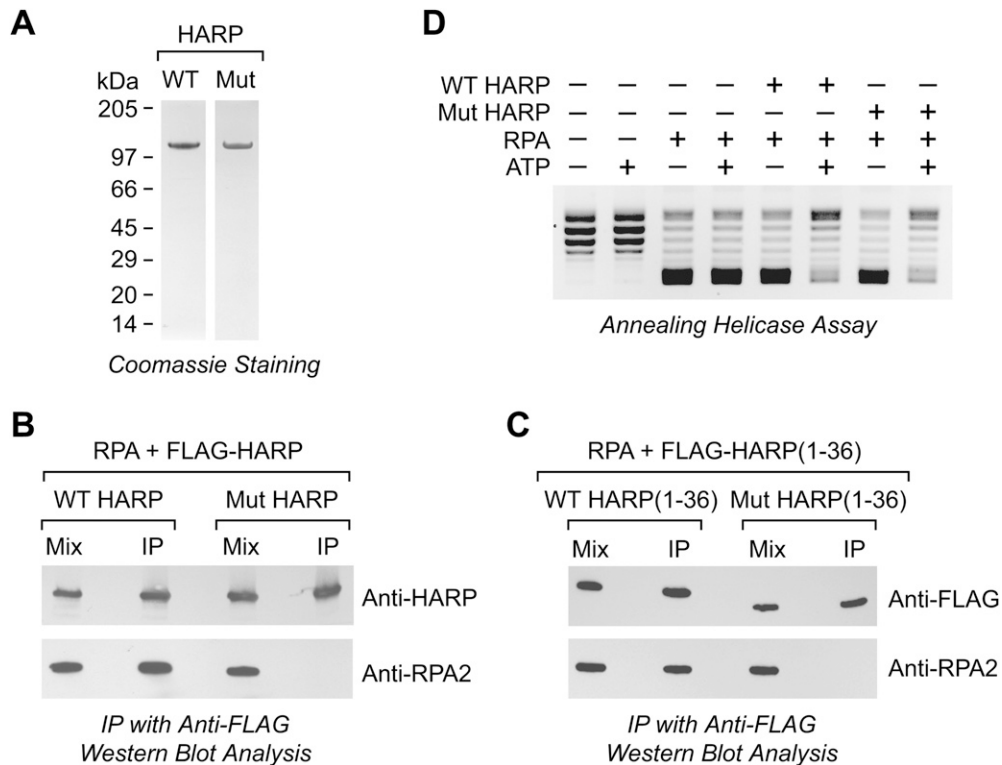 A
HARP
kDa WT Mut
205
97
66
45
29
20
14
Coomassie Staining
D
WT HARP – – – – + + – –
Mut HARP – – – – – – + +
RPA – – + + + + + +
ATP – + – + – + – +
Annealing Helicase Assay
B
RPA + FLAG-HARP
WT HARP Mut HARP
Mix IP Mix IP
Anti-HARP
Anti-RPA2
IP with Anti-FLAG
Western Blot Analysis
C
RPA + FLAG-HARP(1-36)
WT HARP(1-36) Mut HARP(1-36)
Mix IP Mix IP
Anti-FLAG
Anti-RPA2
IP with Anti-FLAG
Western Blot Analysis